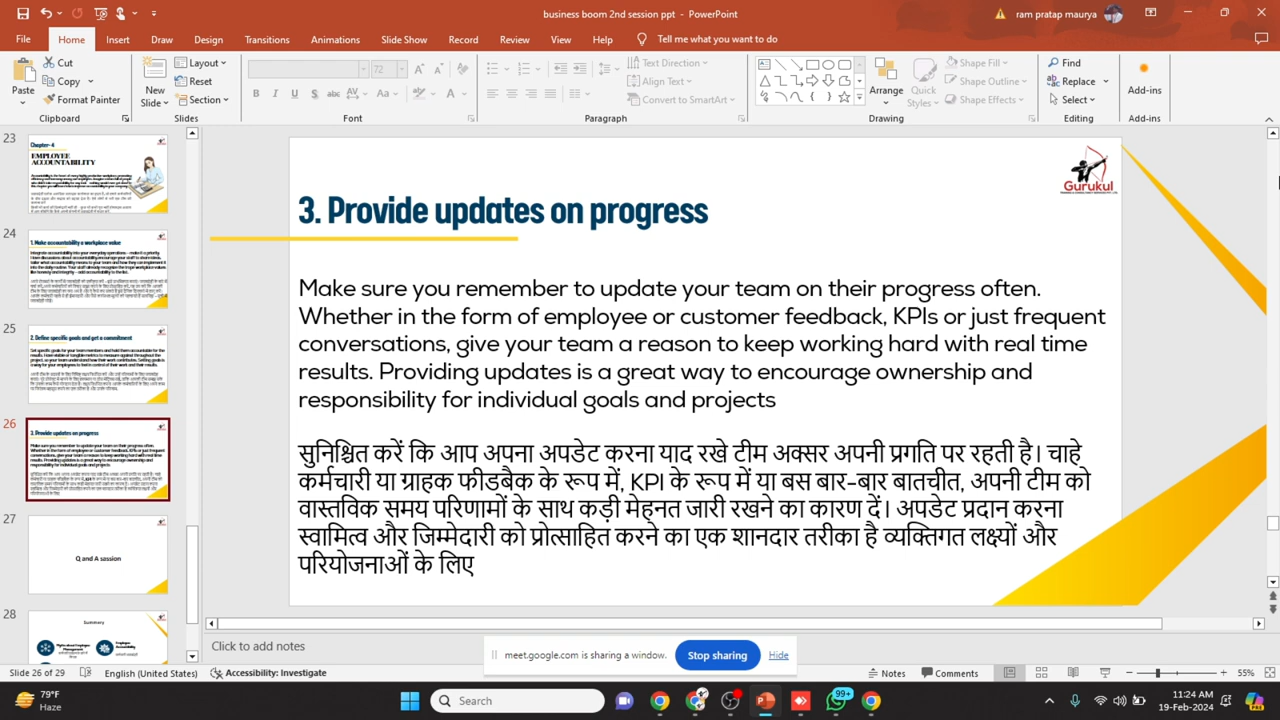 business boom 2nd session ppt - PowerPoint
ram pratap maurya
File Home Insert Draw Design Transitions Animations Slide Show Record Review View Help Tell me what you want to do
Paste
Cut
Copy
Format Painter
Clipboard
New Slide
Layout
Reset
Section
Slides
72
Font
Text Direction
Align Text
Convert to SmartArt
Paragraph
Arrange
Quick Styles
Shape Fill
Shape Outline
Shape Effects
Drawing
Find
Replace
Select
Editing
Add-ins
Add-ins
23
Chapter- 4
EMPLOYEE
ACCOUNTABILITY
24
1. Make accountability a workplace value
25
2. Define specific goals and get a commitment
26
3. Provide updates on progress
27
Q and A session
28
Summary
Gurukul
3. Provide updates on progress
Make sure you remember to update your team on their progress often.
Whether in the form of employee or customer feedback, KPIs or just frequent
conversations, give your team a reason to keep working hard with real time
results. Providing updates is a great way to encourage ownership and
responsibility for individual goals and projects
सुनिश्चित करें कि आप अपना अपडेट करना याद रखें टीम अक्सर अपनी प्रगति पर रहती है। चाहे
कर्मचारी या ग्राहक फीडबैक के रूप में, KPI के रूप में या बस बार-बार बातचीत, अपनी टीम को
वास्तविक समय परिणामों के साथ कड़ी मेहनत जारी रखने का कारण दें। अपडेट प्रदान करना
स्वामित्व और जिम्मेदारी को प्रोत्साहित करने का एक शानदार तरीका है व्यक्तिगत लक्ष्यों और
परियोजनाओं के लिए
Click to add notes
meet.google.com is sharing a window.
Stop sharing
Hide
Slide 26 of 29
English (United States)
Accessibility: Investigate
Notes
Comments
55%
79°F
Haze
Search
99+
11:24 AM
19-Feb-2024